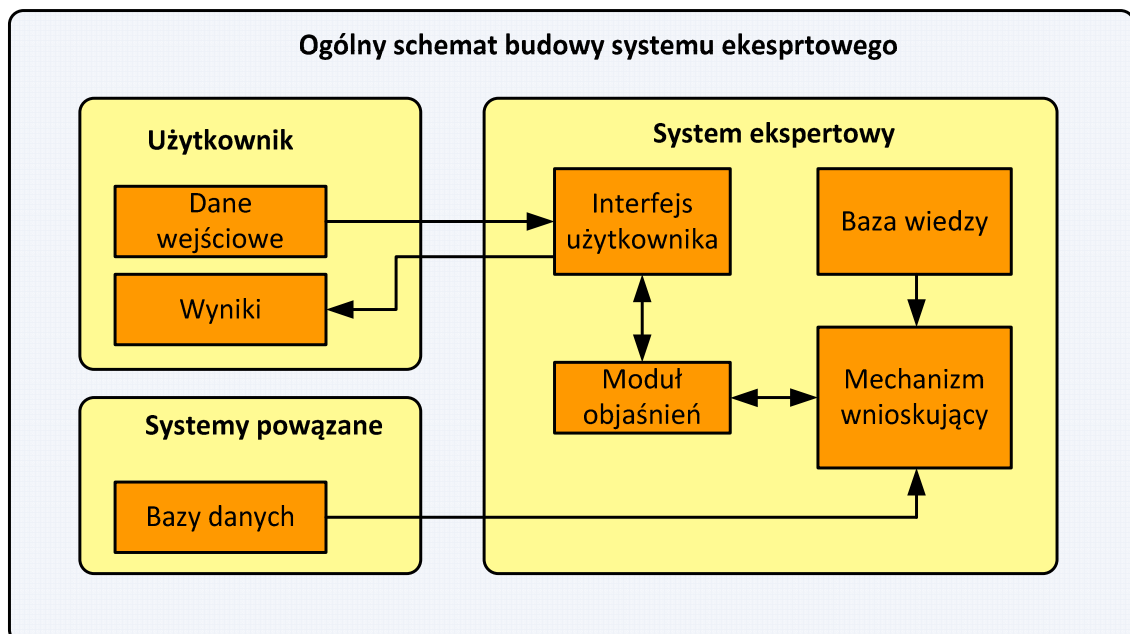 Ogólny schemat budowy systemu ekesprtowego
Użytkownik
Dane
wejściowe
Wyniki
System ekspertowy
Interfejs
użytkownika
Baza wiedzy
Moduł
objaśnień
Mechanizm
wnioskujący
Systemy powązane
Bazy danych